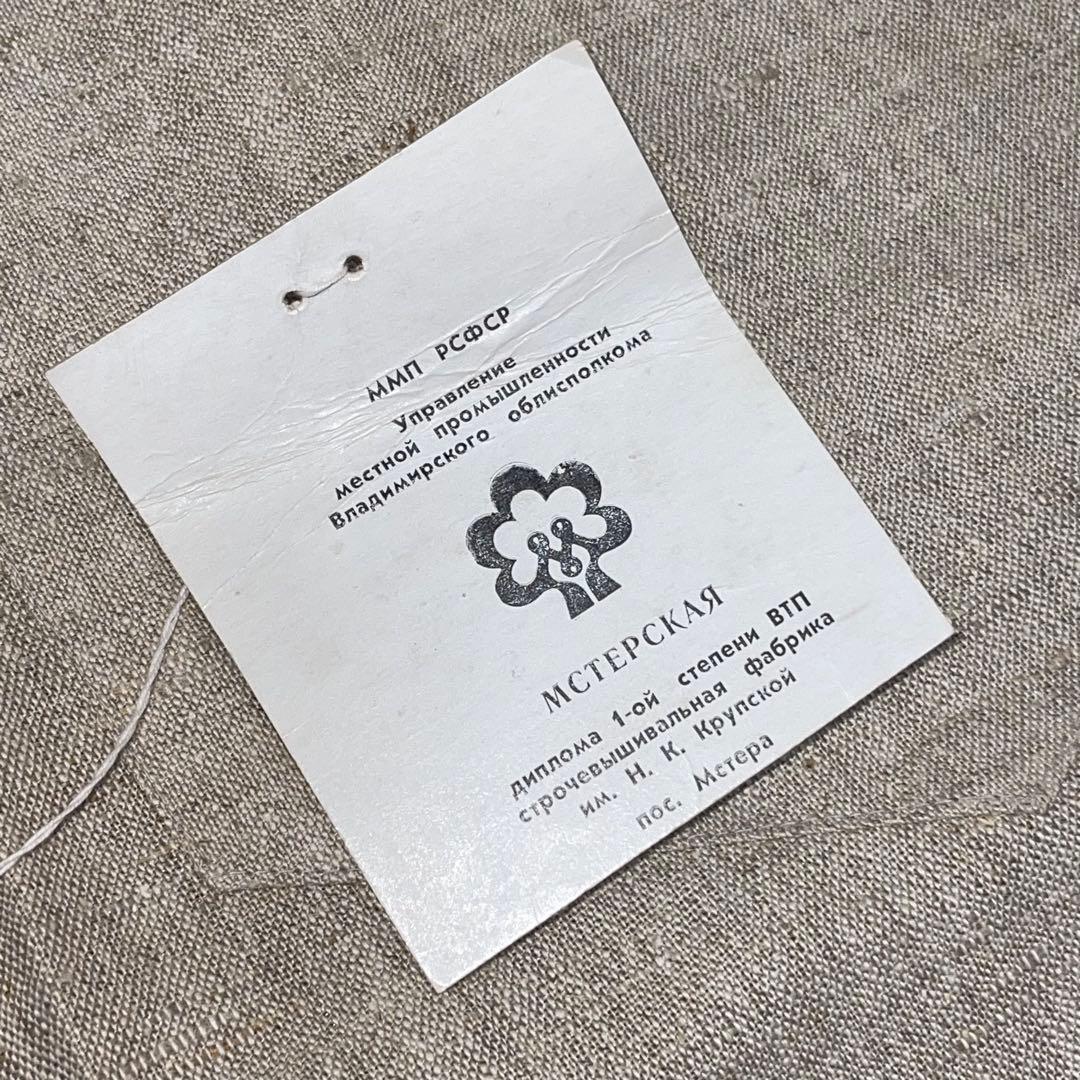 ММП РСФСР
Управление
местной промышленности
Владимирского облисполкома
МСТЕРСКАЯ
диплома 1-ой степени ВТП
строчевышивальная фабрика
им. Н. К. Крупской
пос. Мстера